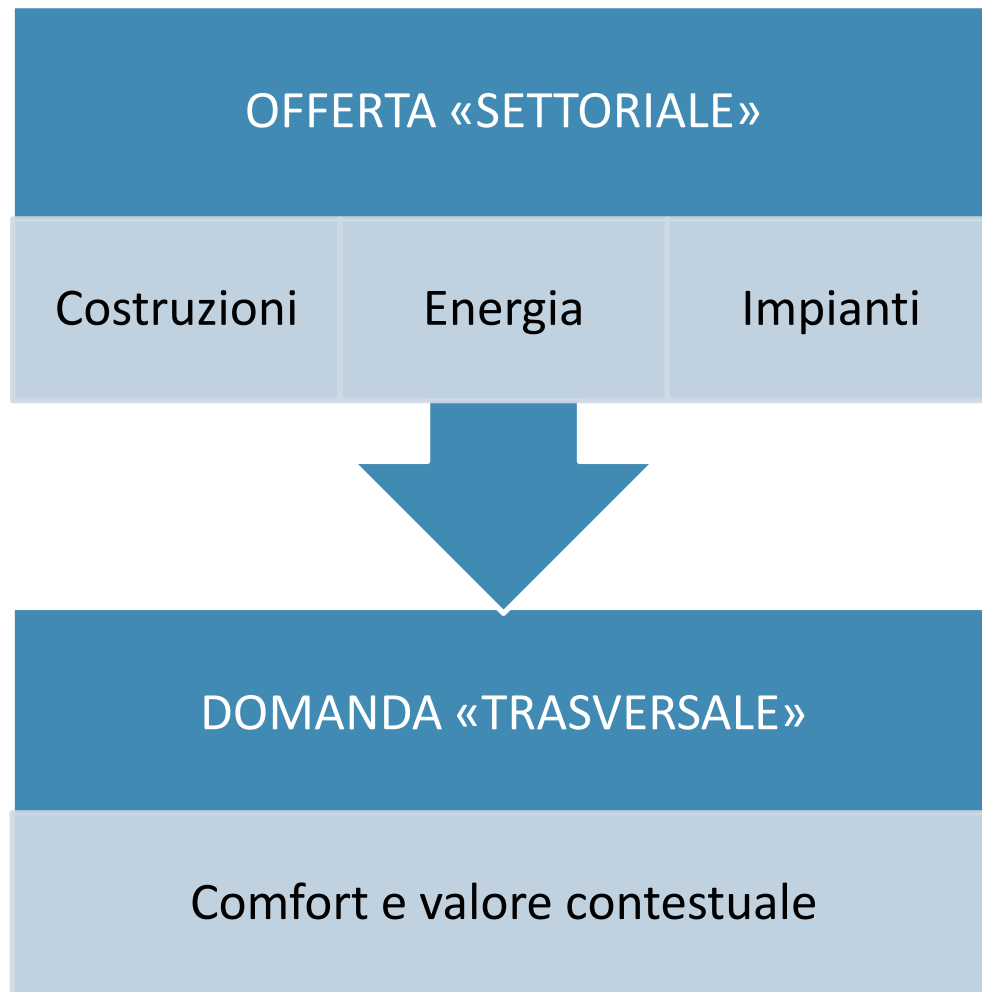 OFFERTA «SETTORIALE»
Costruzioni
Energia
Impianti
DOMANDA «TRASVERSALE»
Comfort e valore contestuale